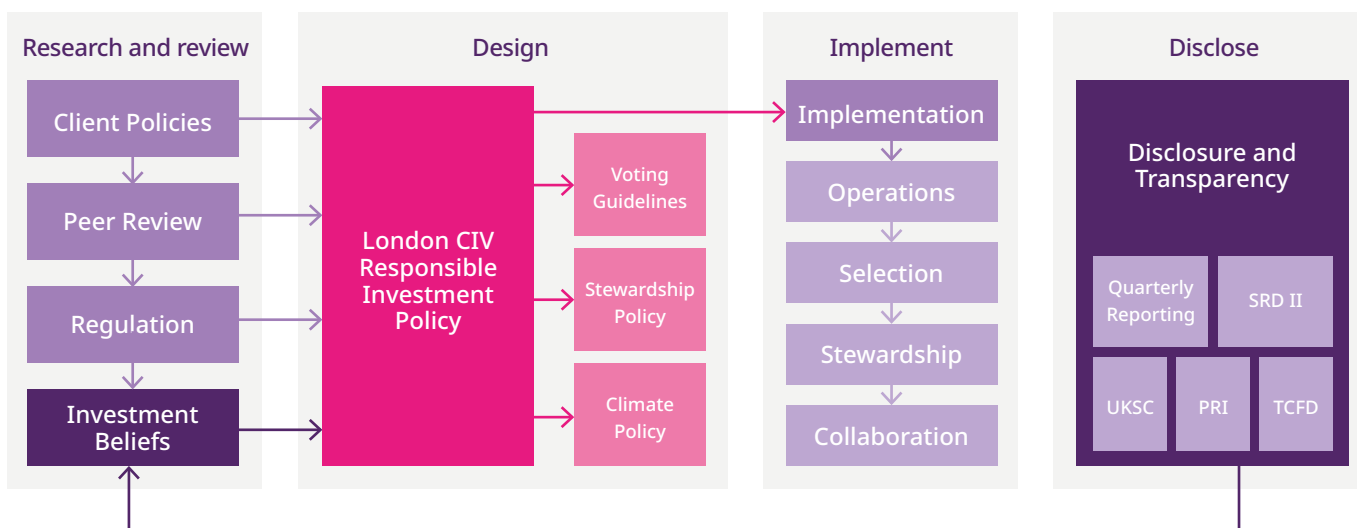 Research and review
Client Policies
Peer Review
Regulation
Investment
Beliefs
Design
London CIV
Responsible
Investment
Policy
Voting
Guidelines
Stewardship
Policy
Climate
Policy
Implement
Implementation
Operations
Selection
Stewardship
Collaboration
Disclose
Disclosure and
Transparency
Quarterly
Reporting
SRD II
UKSC
PRI
TCFD